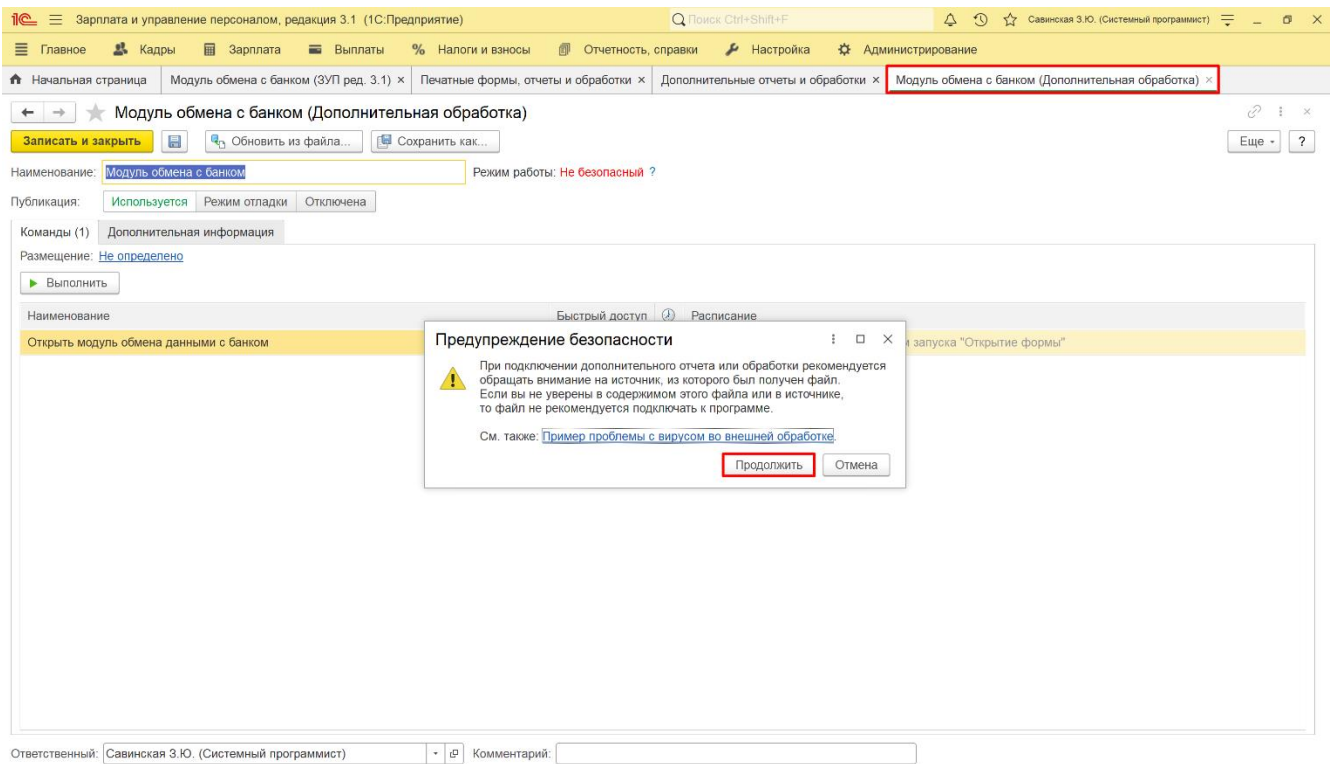 1С Зарплата и управление персоналом, редакция 3.1 (1С:Предприятие) Поиск Ctrl+Shift+F Савинская З.Ю. (Системный программист)
Главное Кадры Зарплата Выплаты % Налоги и взносы Отчетность, справки Настройка Администрирование
Начальная страница Модуль обмена с банком (ЗУП ред. 3.1) × Печатные формы, отчеты и обработки × Дополнительные отчеты и обработки × Модуль обмена с банком (Дополнительная обработка) ×
Модуль обмена с банком (Дополнительная обработка)
Записать и закрыть Обновить из файла... Сохранить как... Еще ?
Наименование: Модуль обмена с банком Режим работы: Не безопасный ?
Публикация: Используется Режим отладки Отключена
Команды (1) Дополнительная информация
Размещение: Не определено
Выполнить
Наименование Быстрый доступ Расписание
Открыть модуль обмена данными с банком запуска "Открытие формы"
Предупреждение безопасности
При подключении дополнительного отчета или обработки рекомендуется
обращать внимание на источник, из которого был получен файл.
Если вы не уверены в содержимом этого файла или в источнике,
то файл не рекомендуется подключать к программе.
См. также: Пример проблемы с вирусом во внешней обработке.
Продолжить Отмена
Ответственный: Савинская З.Ю. (Системный программист) Комментарий: